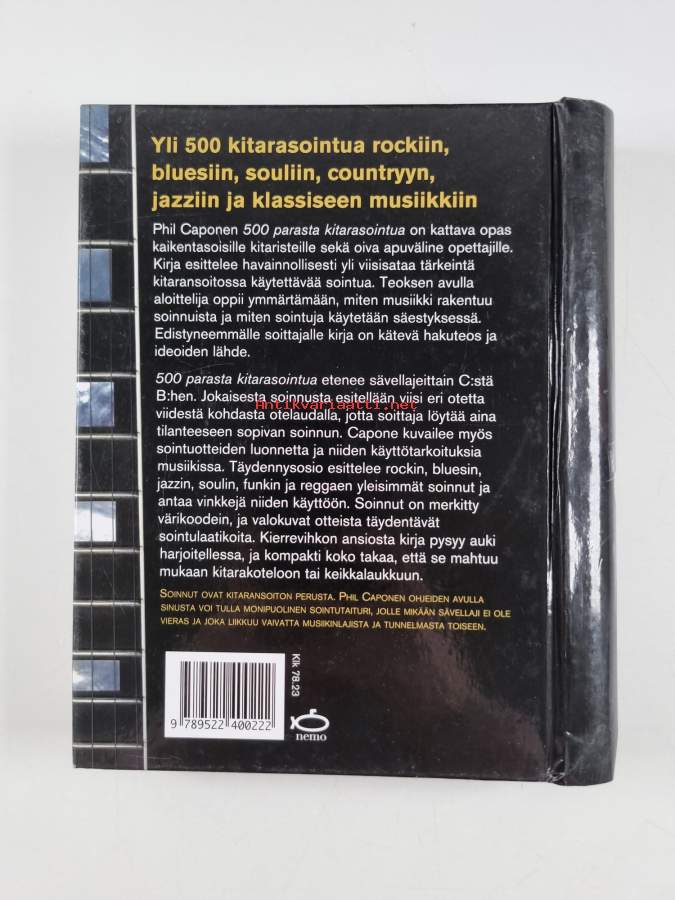 Yli 500 kitarasointua rockiin,
bluesiin, souliin, countryyn,
jazziin ja klassiseen musiikkiin
Phil Caponen 500 parasta kitarasointua on kattava opas
kaikentasoisille kitaristeille sekä oiva apuväline opettajille.
Kirja esittelee havainnollisesti yli viisisataa tärkeintä
kitaransoitossa käytettävää sointua. Teoksen avulla
aloittelija oppii ymmärtämään, miten musiikki rakentuu
soinnuista ja miten sointuja käytetään säestyksessä.
Edistyneemmälle soittajalle kirja on kätevä hakuteos ja
ideoiden lähde.
500 parasta kitarasointua etenee sävellajeittain C:stä
B:hen. Jokaisesta soinnusta esitellään viisi eri otetta
Antikvariaatti.net
viidestä kohdasta otelaudalla, jotta soittaja löytää aina
tilanteeseen sopivan soinnun. Capone kuvailee myös
sointuotteiden luonnetta ja niiden käyttötarkoituksia
musiikissa. Täydennysosio esittelee rockin, bluesin,
jazzin, soulin, funkin ja reggaen yleisimmät soinnut ja
antaa vinkkejä niiden käyttöön. Soinnut on merkitty
värikoodein, ja valokuvat otteista täydentävät
sointulaatikoita. Kierrevihkon ansiosta kirja pysyy auki
harjoitellessa, ja kompakti koko takaa, että se mahtuu
mukaan kitarakoteloon tai keikkalaukkuun.
Soinnut ovat kitaransoiton perusta. Phil Caponen ohjeiden avulla
sinusta voi tulla monipuolinen sointutaituri, jolle mikään sävellaji ei ole
vieras ja joka liikkuu vaivatta musiikinlajista ja tunnelmasta toiseen.
Klk 78.23
9 789522 400222
nemo